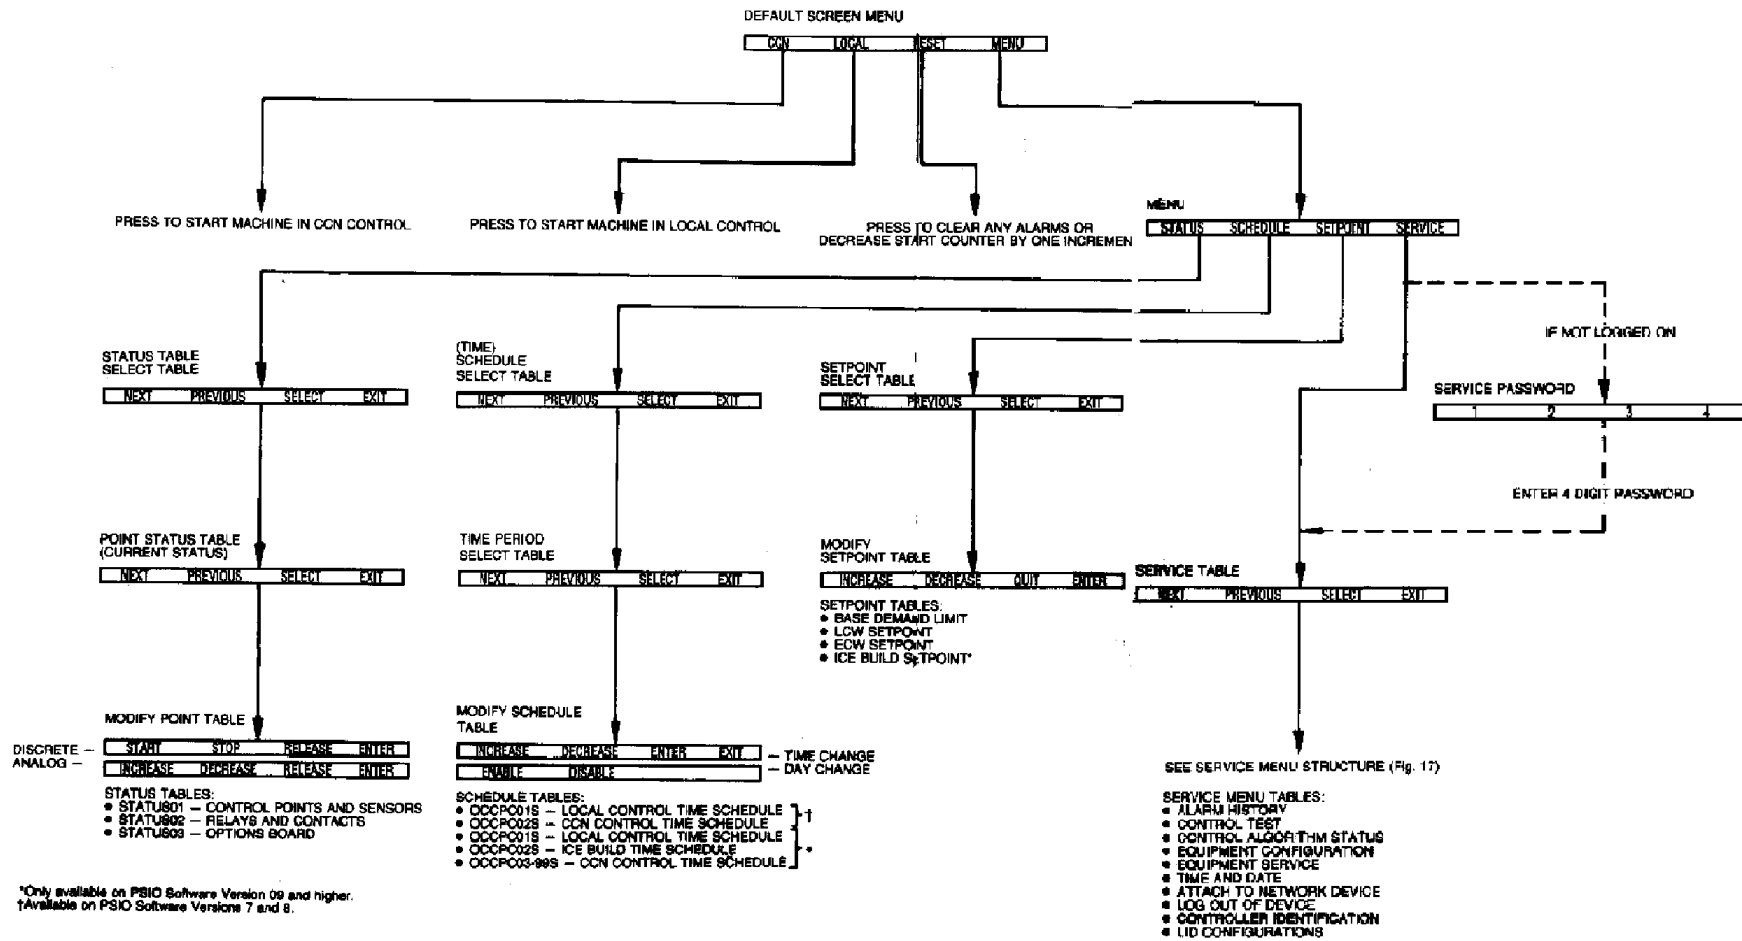 DEFAULT SCREEN MENU
CCN LOCAL RESET MENU
PRESS TO START MACHINE IN CCN CONTROL
PRESS TO START MACHINE IN LOCAL CONTROL
PRESS TO CLEAR ANY ALARMS OR
DECREASE START COUNTER BY ONE INCREMEN
MENU
STATUS SCHEDULE SETPOINT SERVICE
IF NOT LOGGED ON
STATUS TABLE
SELECT TABLE
NEXT PREVIOUS SELECT EXIT
(TIME)
SCHEDULE
SELECT TABLE
NEXT PREVIOUS SELECT EXIT
SETPOINT
SELECT TABLE
NEXT PREVIOUS SELECT EXIT
SERVICE PASSWORD
1 2 3 4
ENTER 4 DIGIT PASSWORD
POINT STATUS TABLE
(CURRENT STATUS)
NEXT PREVIOUS SELECT EXIT
TIME PERIOD
SELECT TABLE
NEXT PREVIOUS SELECT EXIT
MODIFY
SETPOINT TABLE
INCREASE DECREASE QUIT ENTER
SETPOINT TABLES:
• BASE DEMAND LIMIT
• LCW SETPOINT
• ECW SETPOINT
• ICE BUILD SETPOINT*
SERVICE TABLE
NEXT PREVIOUS SELECT EXIT
MODIFY POINT TABLE
DISCRETE — START STOP RELEASE ENTER
ANALOG — INCREASE DECREASE RELEASE ENTER
STATUS TABLES:
• STATUS01 — CONTROL POINTS AND SENSORS
• STATUS02 — RELAYS AND CONTACTS
• STATUS03 — OPTIONS BOARD
MODIFY SCHEDULE
TABLE
INCREASE DECREASE ENTER EXIT — TIME CHANGE
ENABLE DISABLE — DAY CHANGE
SCHEDULE TABLES:
• OCCPC01S — LOCAL CONTROL TIME SCHEDULE
• OCCPC02S — CCN CONTROL TIME SCHEDULE †
• OCCPC01S — LOCAL CONTROL TIME SCHEDULE
• OCCPC02S — ICE BUILD TIME SCHEDULE *
• OCCPC03-99S — CCN CONTROL TIME SCHEDULE
SEE SERVICE MENU STRUCTURE (Fig. 17)
SERVICE MENU TABLES:
• ALARM HISTORY
• CONTROL TEST
• CONTROL ALGORITHM STATUS
• EQUIPMENT CONFIGURATION
• EQUIPMENT SERVICE
• TIME AND DATE
• ATTACH TO NETWORK DEVICE
• LOG OUT OF DEVICE
• CONTROLLER IDENTIFICATION
• LID CONFIGURATIONS
*Only available on PSIO Software Version 09 and higher.
†Available on PSIO Software Versions 7 and 8.